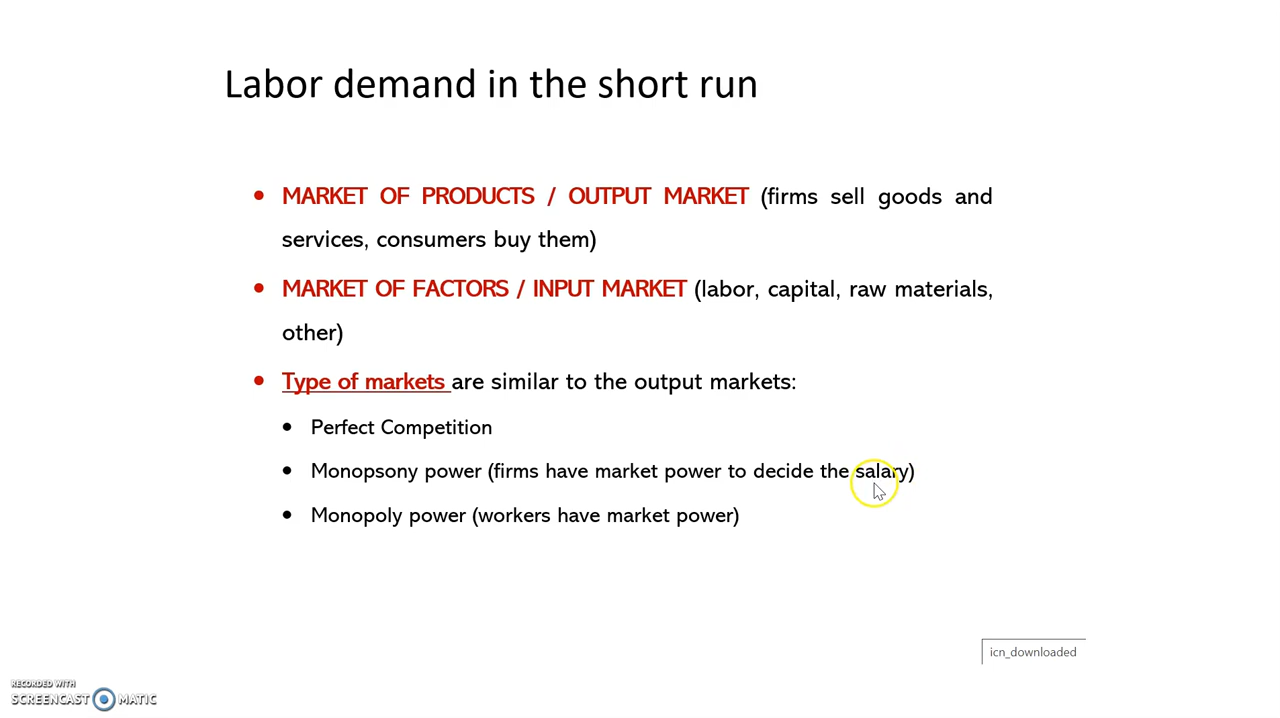 Labor demand in the short run
• MARKET OF PRODUCTS / OUTPUT MARKET (firms sell goods and
services, consumers buy them)
• MARKET OF FACTORS / INPUT MARKET (labor, capital, raw materials,
other)
• Type of markets are similar to the output markets:
• Perfect Competition
• Monopsony power (firms have market power to decide the salary)
• Monopoly power (workers have market power)
icn_downloaded
RECORDED WITH
SCREENCAST MATIC